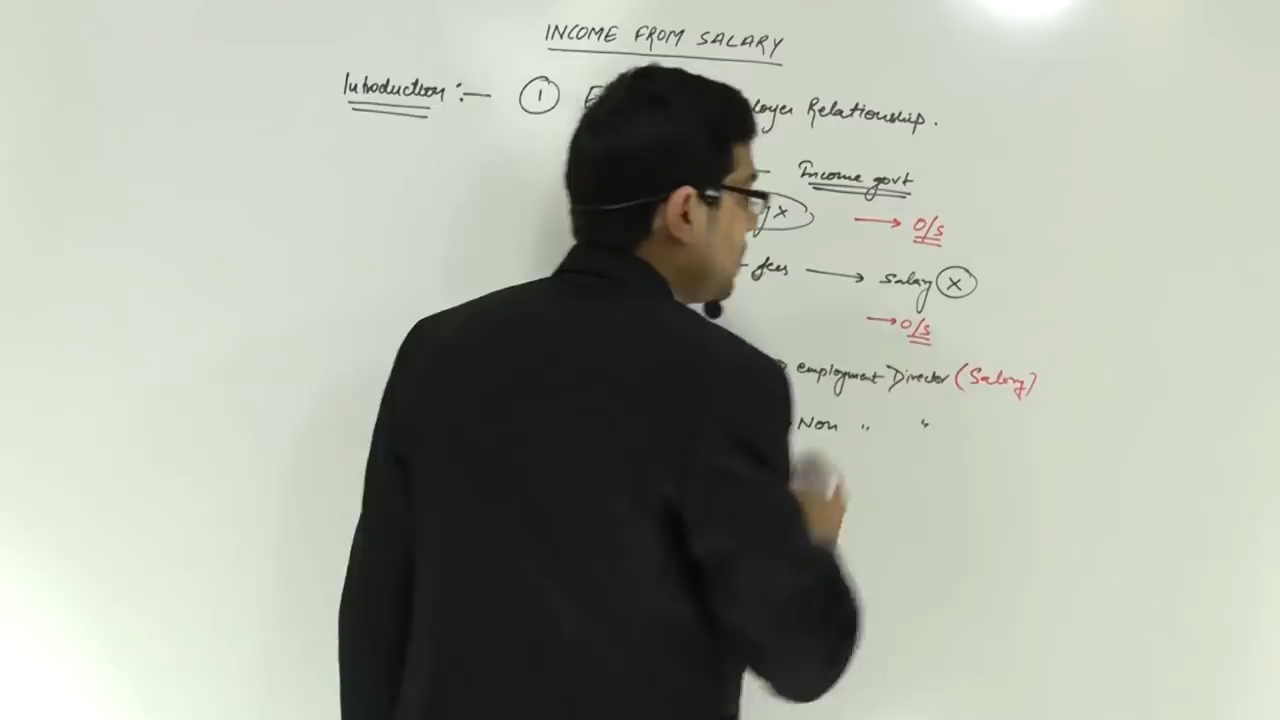 INCOME FROM SALARY
Introduction :— ① E loyer Relationship.
Income govt
y x → O/S
fees → Salary x
→ O/S
employment Director (Salary)
Non " "